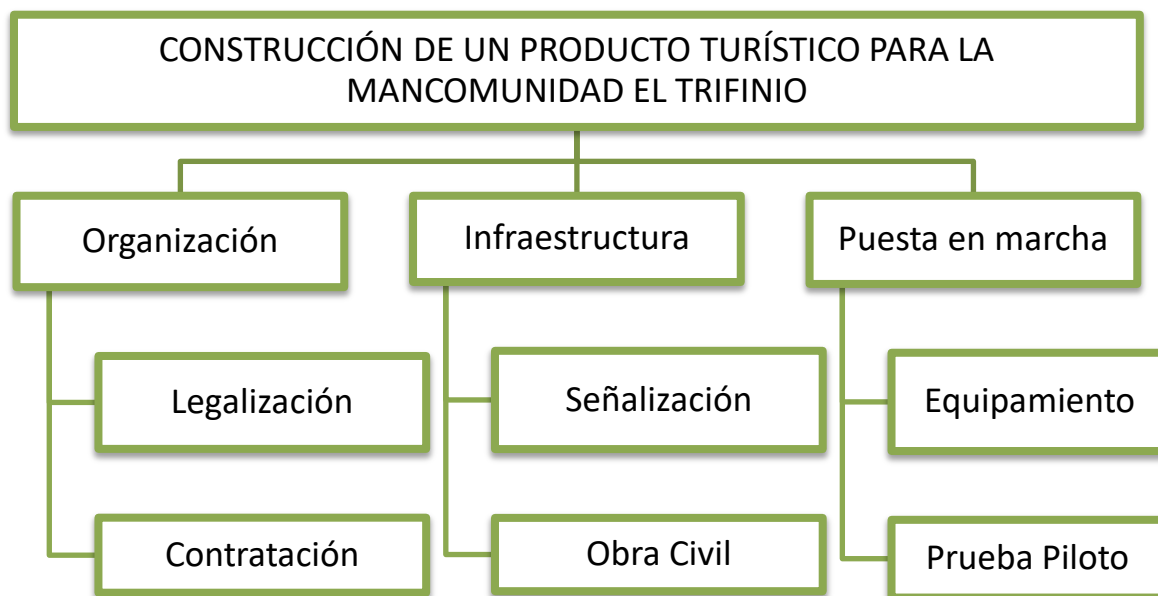 CONSTRUCCIÓN DE UN PRODUCTO TURÍSTICO PARA LA
MANCOMUNIDAD EL TRIFINIO
Organización
Infraestructura
Puesta en marcha
Legalización
Señalización
Equipamiento
Contratación
Obra Civil
Prueba Piloto